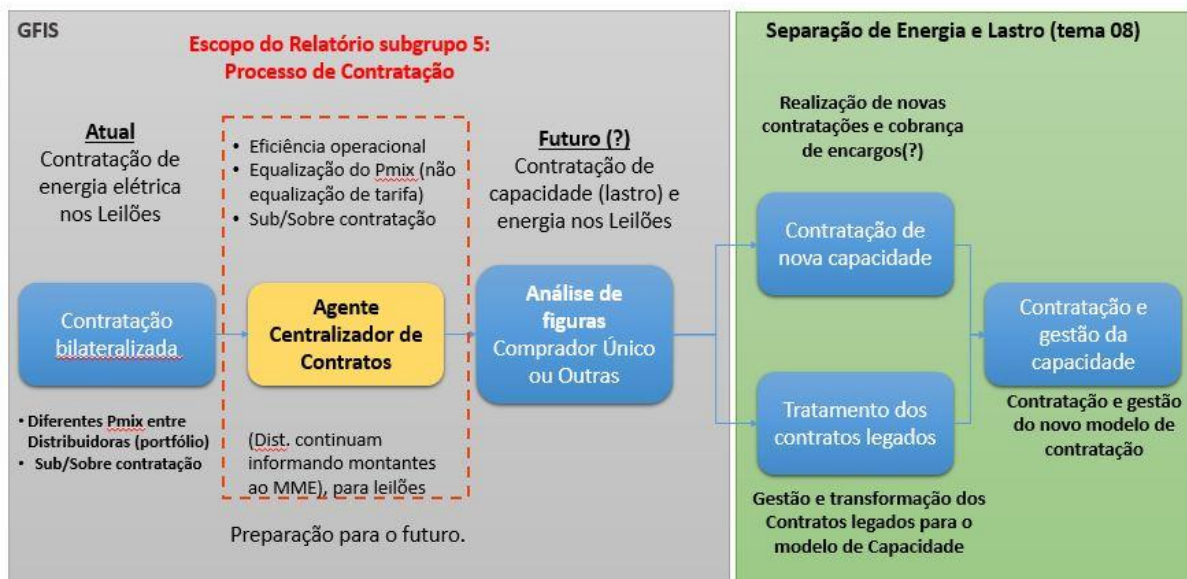 GFIS
Escopo do Relatório subgrupo 5:
Processo de Contratação
Atual
Contratação de
energia elétrica
nos Leilões
• Eficiência operacional
• Equalização do Pmix (não
equalização de tarifa)
• Sub/Sobre contratação
Futuro (?)
Contratação de
capacidade (lastro) e
energia nos Leilões
Contratação
bilateralizada
Agente
Centralizador de
Contratos
Análise de
figuras
Comprador Único
ou Outras
• Diferentes Pmix entre
Distribuidoras (portfólio)
• Sub/Sobre contratação
(Dist. continuam
informando montantes
ao MME), para leilões
Preparação para o futuro.
Separação de Energia e Lastro (tema 08)
Realização de novas
contratações e cobrança
de encargos(?)
Contratação de
nova capacidade
Contratação e
gestão da
capacidade
Tratamento dos
contratos legados
Contratação e gestão
do novo modelo de
contratação
Gestão e transformação dos
Contratos legados para o
modelo de Capacidade